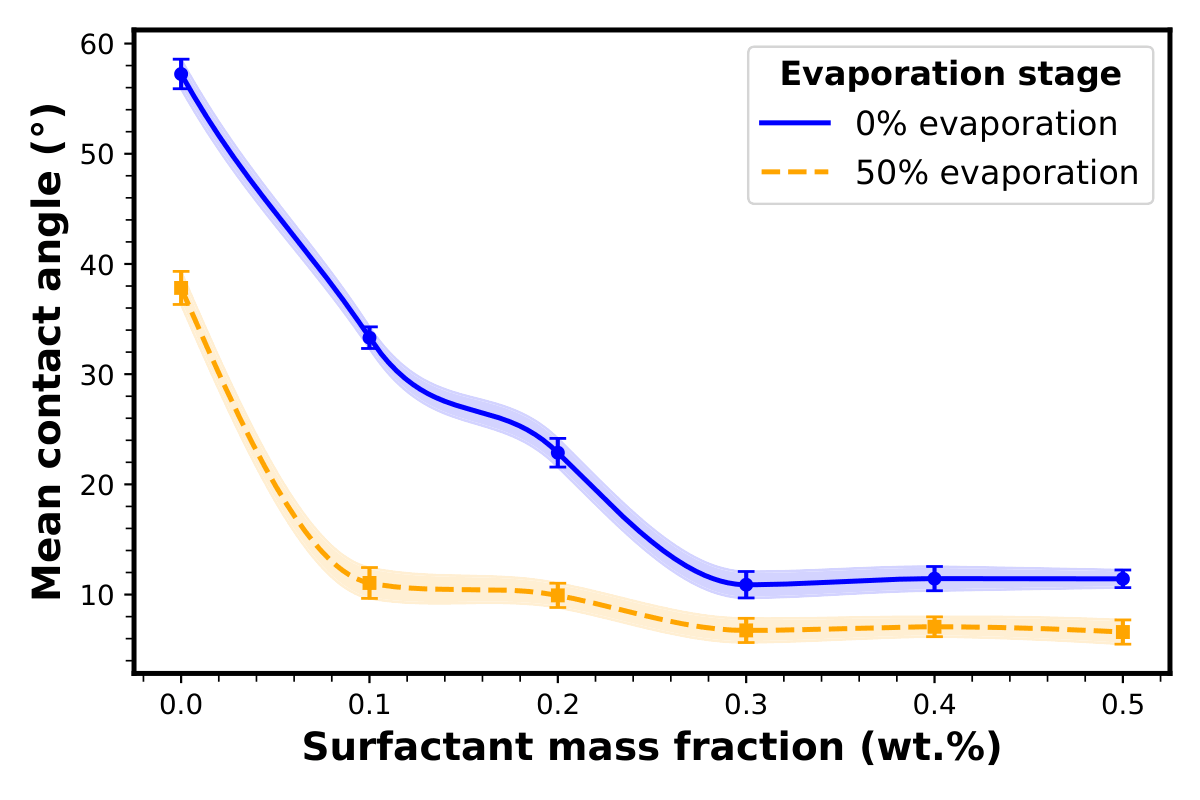 Mean contact angle (°)
60
50
40
30
20
10
Evaporation stage
0% evaporation
50% evaporation
0.0 0.1 0.2 0.3 0.4 0.5
Surfactant mass fraction (wt.%)